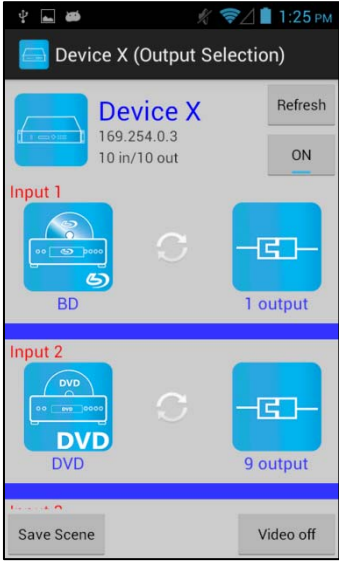 1:25 PM
Device X (Output Selection)
Device X
169.254.0.3
10 in/10 out
Refresh
ON
Input 1
BD
1 output
Input 2
DVD
DVD
DVD
9 output
Save Scene
Video off